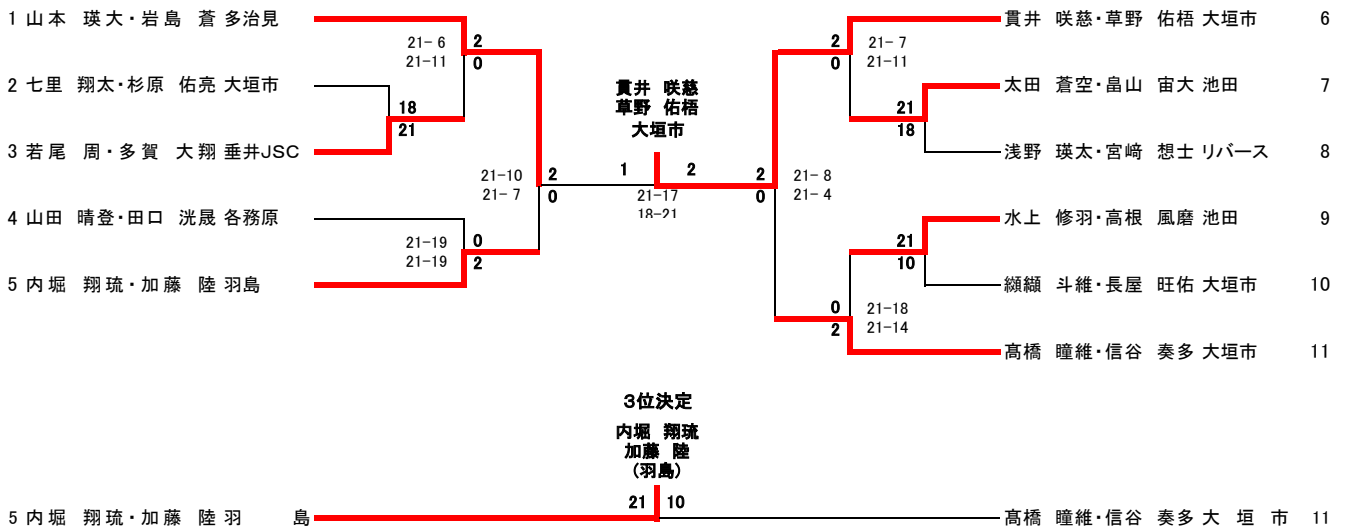 1 山本 瑛大・岩島 蒼 多治見
21- 6
21-11
2
0
2 七里 翔太・杉原 佑亮 大垣市
18
21
3 若尾 周・多賀 大翔 垂井JSC
21-10
21- 7
2
0
4 山田 晴登・田口 洸晟 各務原
21-19
21-19
0
2
5 内堀 翔琉・加藤 陸 羽島
貫井 咲慈
草野 佑梧
大垣市
1 2
21-17
18-21
貫井 咲慈・草野 佑梧 大垣市 6
2
0
21- 7
21-11
太田 蒼空・畠山 宙大 池田 7
21
18
浅野 瑛太・宮﨑 想士 リバース 8
2
0
21- 8
21- 4
水上 修羽・高根 風磨 池田 9
21
10
纐纈 斗維・長屋 旺佑 大垣市 10
0
2
21-18
21-14
髙橋 瞳維・信谷 奏多 大垣市 11
3位決定
内堀 翔琉
加藤 陸
(羽島)
21 10
5 内堀 翔琉・加藤 陸 羽 島
髙橋 瞳維・信谷 奏多 大 垣 市 11